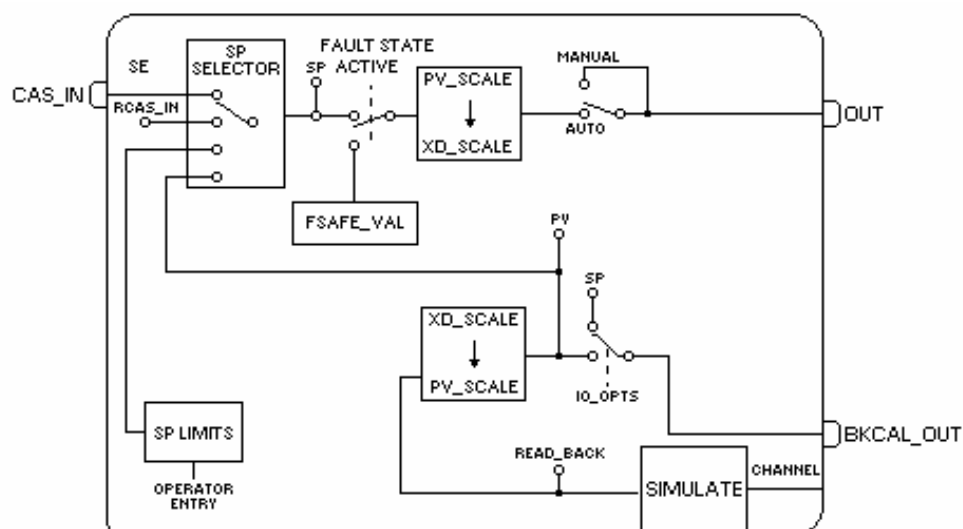 SE
SP
SELECTOR
FAULT STATE
ACTIVE
SP
MANUAL
PV_SCALE
CAS_IN
RCAS_IN
OUT
AUTO
XD_SCALE
FSAFE_VAL
PV
SP
XD_SCALE
PV_SCALE
IO_OPTS
SP LIMITS
BKCAL_OUT
READ_BACK
CHANNEL
SIMULATE
OPERATOR
ENTRY